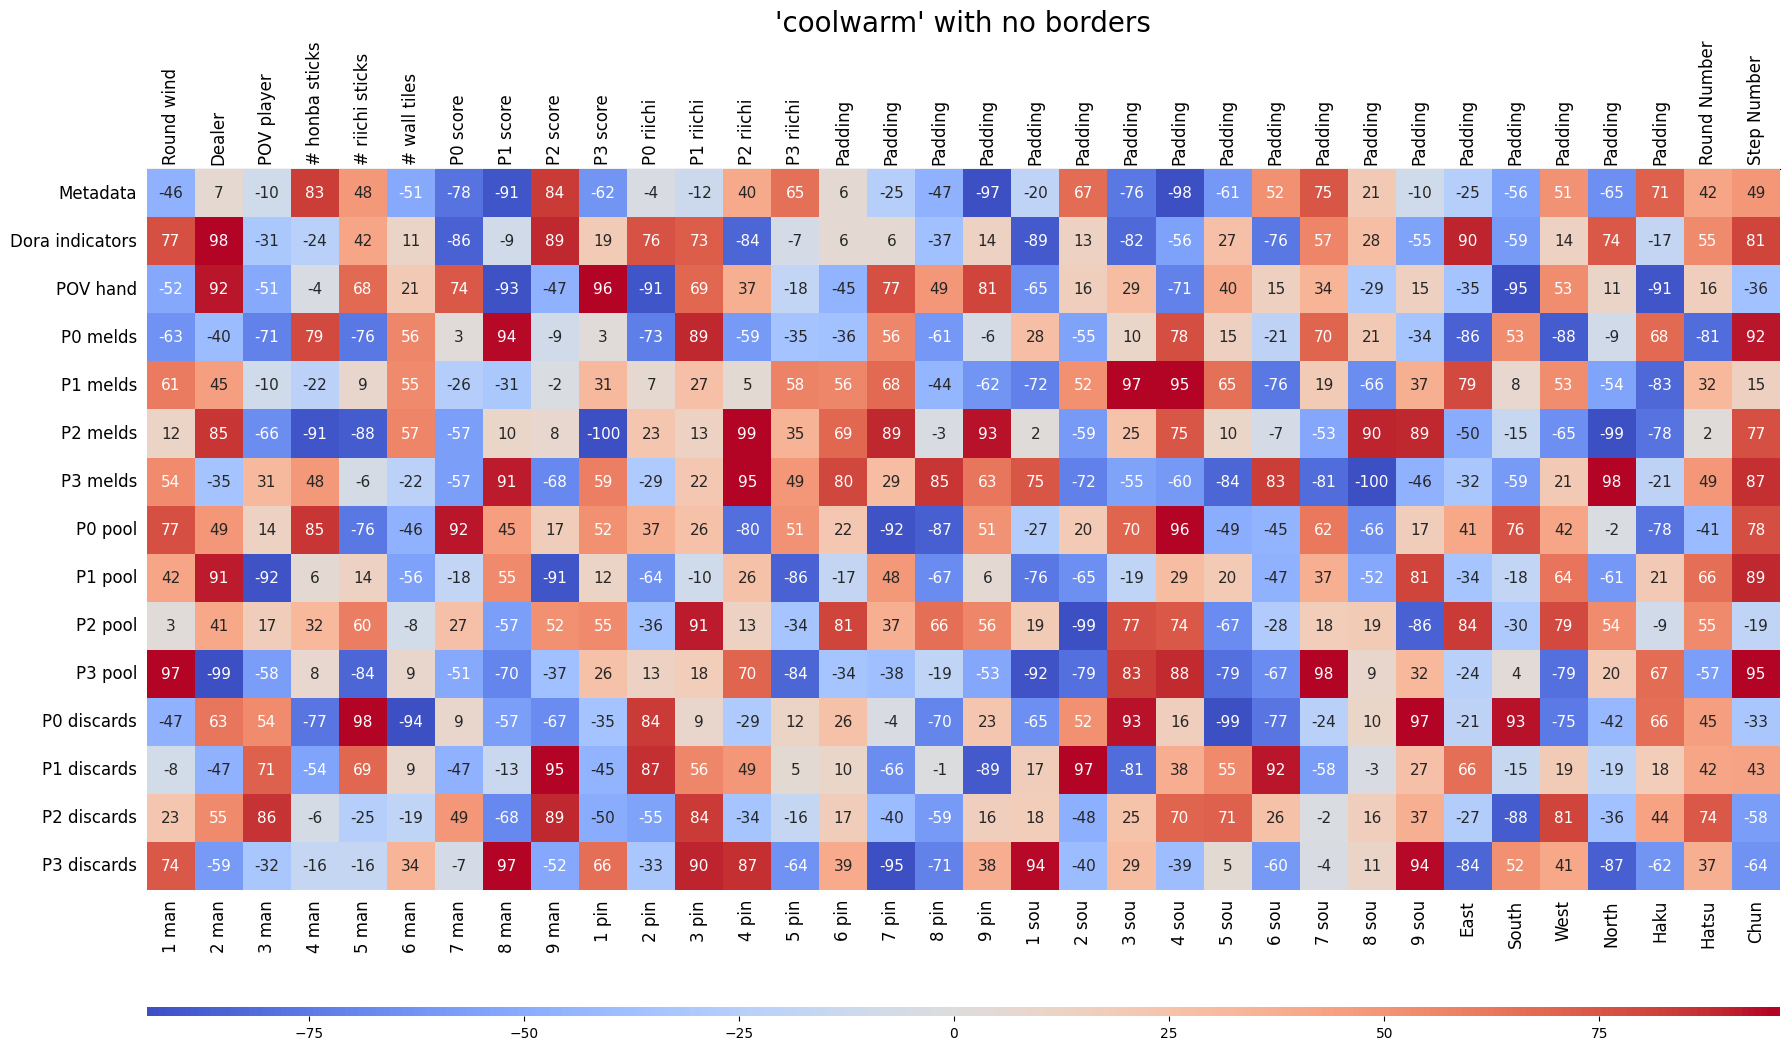 'coolwarm' with no borders
Round wind Dealer POV player # honba sticks # riichi sticks # wall tiles P0 score P1 score P2 score P3 score P0 riichi P1 riichi P2 riichi P3 riichi Padding Padding Padding Padding Padding Padding Padding Padding Padding Padding Padding Padding Padding Padding Padding Padding Padding Padding Round Number Step Number
Metadata -46 7 -10 83 48 -51 -78 -91 84 -62 -4 -12 40 65 6 -25 -47 -97 -20 67 -76 -98 -61 52 75 21 -10 -25 -56 51 -65 71 42 49
Dora indicators 77 98 -31 -24 42 11 -86 -9 89 19 76 73 -84 -7 6 6 -37 14 -89 13 -82 -56 27 -76 57 28 -55 90 -59 14 74 -17 55 81
POV hand -52 92 -51 -4 68 21 74 -93 -47 96 -91 69 37 -18 -45 77 49 81 -65 16 29 -71 40 15 34 -29 15 -35 -95 53 11 -91 16 -36
P0 melds -63 -40 -71 79 -76 56 3 94 -9 3 -73 89 -59 -35 -36 56 -61 -6 28 -55 10 78 15 -21 70 21 -34 -86 53 -88 -9 68 -81 92
P1 melds 61 45 -10 -22 9 55 -26 -31 -2 31 7 27 5 58 56 68 -44 -62 -72 52 97 95 65 -76 19 -66 37 79 8 53 -54 -83 32 15
P2 melds 12 85 -66 -91 -88 57 -57 10 8 -100 23 13 99 35 69 89 -3 93 2 -59 25 75 10 -7 -53 90 89 -50 -15 -65 -99 -78 2 77
P3 melds 54 -35 31 48 -6 -22 -57 91 -68 59 -29 22 95 49 80 29 85 63 75 -72 -55 -60 -84 83 -81 -100 -46 -32 -59 21 98 -21 49 87
P0 pool 77 49 14 85 -76 -46 92 45 17 52 37 26 -80 51 22 -92 -87 51 -27 20 70 96 -49 -45 62 -66 17 41 76 42 -2 -78 -41 78
P1 pool 42 91 -92 6 14 -56 -18 55 -91 12 -64 -10 26 -86 -17 48 -67 6 -76 -65 -19 29 20 -47 37 -52 81 -34 -18 64 -61 21 66 89
P2 pool 3 41 17 32 60 -8 27 -57 52 55 -36 91 13 -34 81 37 66 56 19 -99 77 74 -67 -28 18 19 -86 84 -30 79 54 -9 55 -19
P3 pool 97 -99 -58 8 -84 9 -51 -70 -37 26 13 18 70 -84 -34 -38 -19 -53 -92 -79 83 88 -79 -67 98 9 32 -24 4 -79 20 67 -57 95
P0 discards -47 63 54 -77 98 -94 9 -57 -67 -35 84 9 -29 12 26 -4 -70 23 -65 52 93 16 -99 -77 -24 10 97 -21 93 -75 -42 66 45 -33
P1 discards -8 -47 71 -54 69 9 -47 -13 95 -45 87 56 49 5 10 -66 -1 -89 17 97 -81 38 55 92 -58 -3 27 66 -15 19 -19 18 42 43
P2 discards 23 55 86 -6 -25 -19 49 -68 89 -50 -55 84 -34 -16 17 -40 -59 16 18 -48 25 70 71 26 -2 16 37 -27 -88 81 -36 44 74 -58
P3 discards 74 -59 -32 -16 -16 34 -7 97 -52 66 -33 90 87 -64 39 -95 -71 38 94 -40 29 -39 5 -60 -4 11 94 -84 52 41 -87 -62 37 -64
1 man 2 man 3 man 4 man 5 man 6 man 7 man 8 man 9 man 1 pin 2 pin 3 pin 4 pin 5 pin 6 pin 7 pin 8 pin 9 pin 1 sou 2 sou 3 sou 4 sou 5 sou 6 sou 7 sou 8 sou 9 sou East South West North Haku Hatsu Chun
−75 −50 −25 0 25 50 75